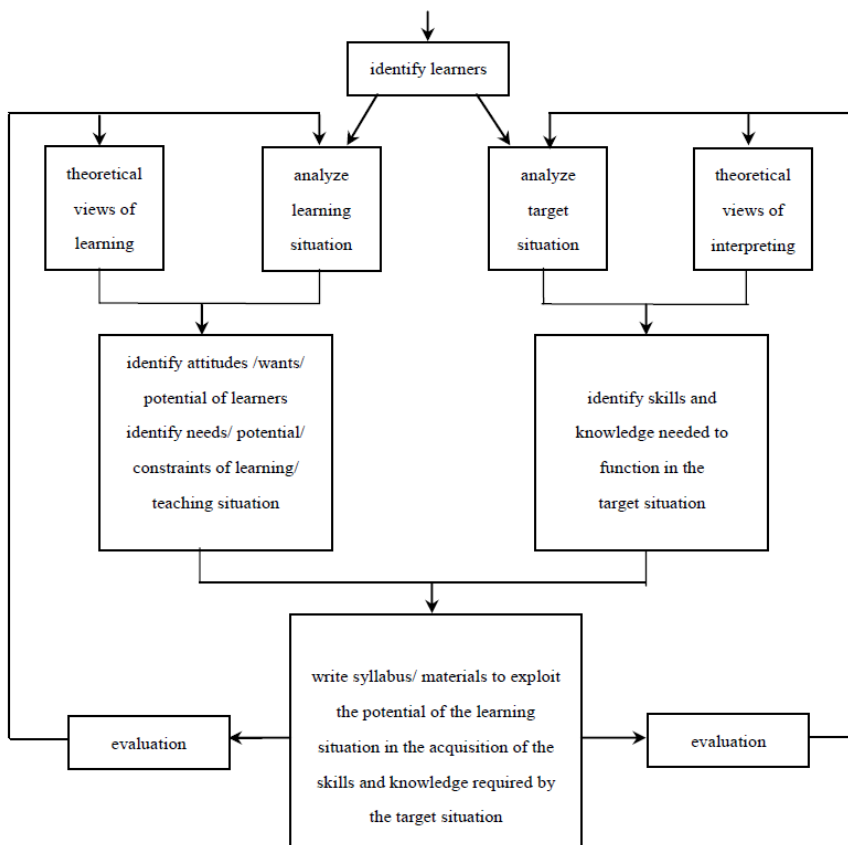 identify learners
theoretical
views of
learning
analyze
learning
situation
analyze
target
situation
theoretical
views of
interpreting
identify attitudes /wants/
potential of learners
identify needs/ potential/
constraints of learning/
teaching situation
identify skills and
knowledge needed to
function in the
target situation
write syllabus/ materials to exploit
the potential of the learning
situation in the acquisition of the
skills and knowledge required by
the target situation
evaluation
evaluation